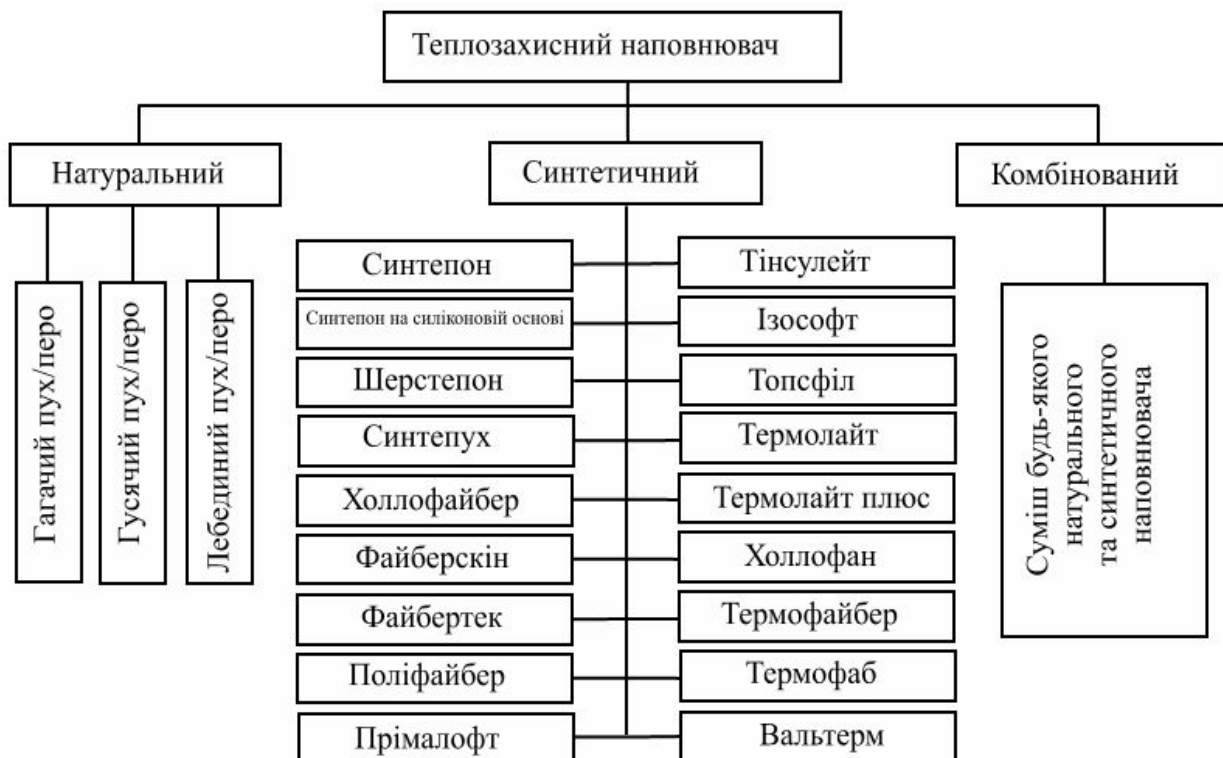 Теплозахисний наповнювач
Натуральний
Синтетичний
Комбінований
Гагачий пух/перо
Гусячий пух/перо
Лебединий пух/перо
Синтепон
Синтепон на силіконовій основі
Шерстепон
Синтепух
Холлофайбер
Файберскін
Файбертек
Поліфайбер
Прімалофт
Тінсулейт
Ізософт
Топсфіл
Термолайт
Термолайт плюс
Холлофан
Термофайбер
Термофаб
Вальтерм
Суміш будь-якого
натурального
та синтетичного
наповнювача